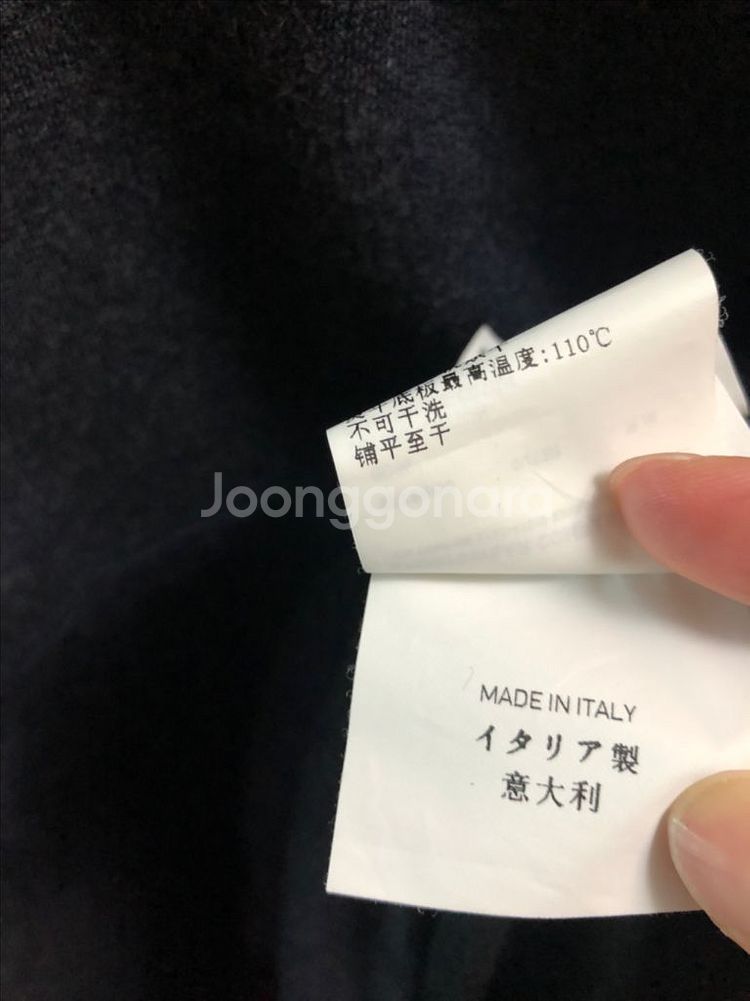 底板最高温度:110℃
不可干洗
铺平至干
Joonggonara
MADE IN ITALY
イタリア製
意大利